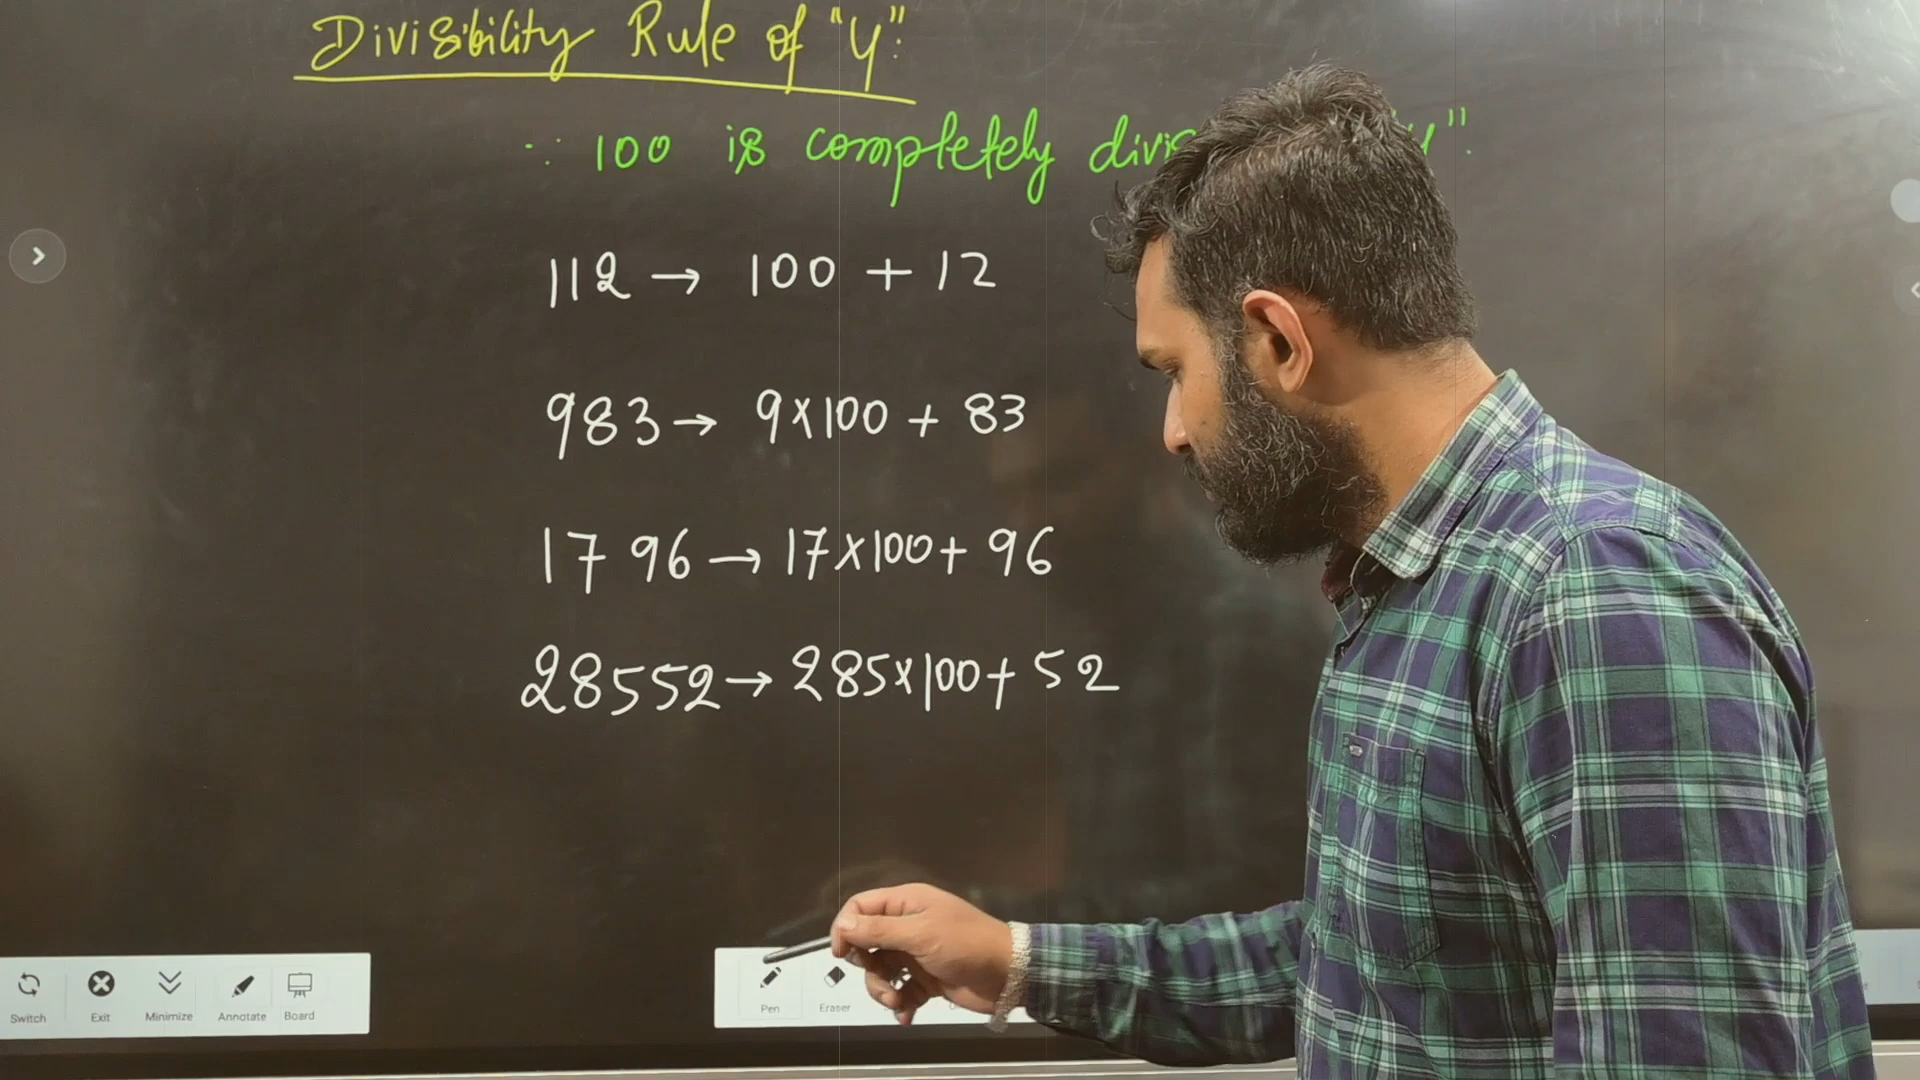 Divisibility Rule of "4":
∵ 100 is completely divis 4".
112 → 100 + 12
983 → 9×100 + 83
1796 → 17×100 + 96
28552 → 285×100 + 52
Switch Exit Minimize Annotate Board
Pen Eraser